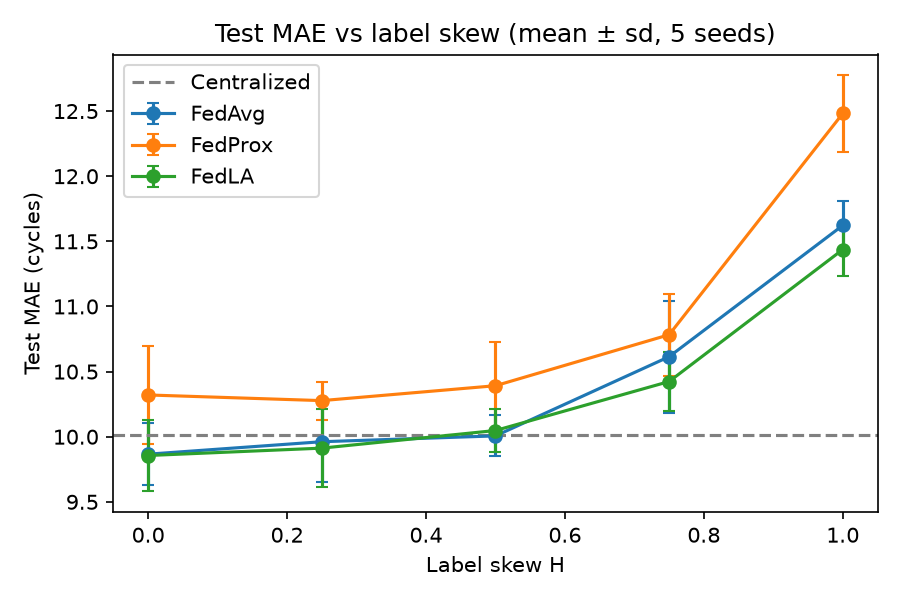 Test MAE vs label skew (mean ± sd, 5 seeds)
Centralized
FedAvg
FedProx
FedLA
Test MAE (cycles)
12.5
12.0
11.5
11.0
10.5
10.0
9.5
0.0 0.2 0.4 0.6 0.8 1.0
Label skew H